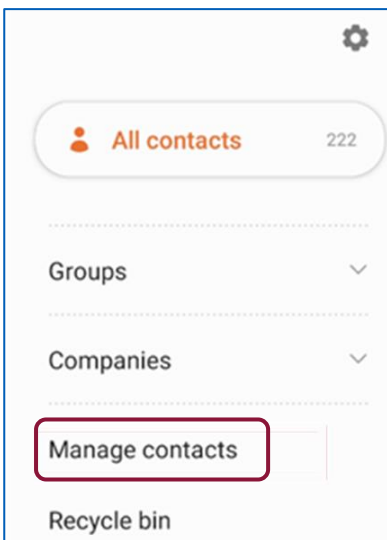 All contacts 222
Groups
Companies
Manage contacts
Recycle bin